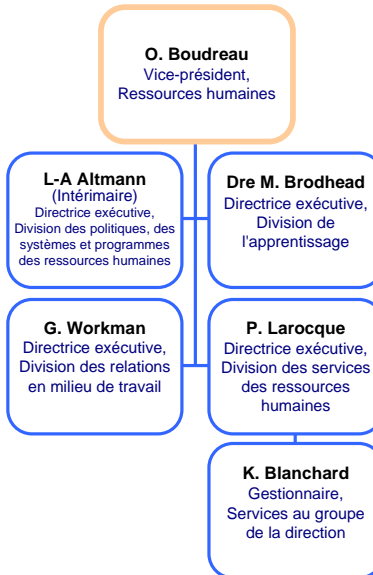 O. Boudreau
Vice-président,
Ressources humaines
L-A Altmann
(Intérimaire)
Directrice exécutive,
Division des politiques, des
systèmes et programmes
des ressources humaines
Dre M. Brodhead
Directrice exécutive,
Division de
l'apprentissage
G. Workman
Directrice exécutive,
Division des relations
en milieu de travail
P. Larocque
Directrice exécutive,
Division des services
des ressources
humaines
K. Blanchard
Gestionnaire,
Services au groupe
de la direction